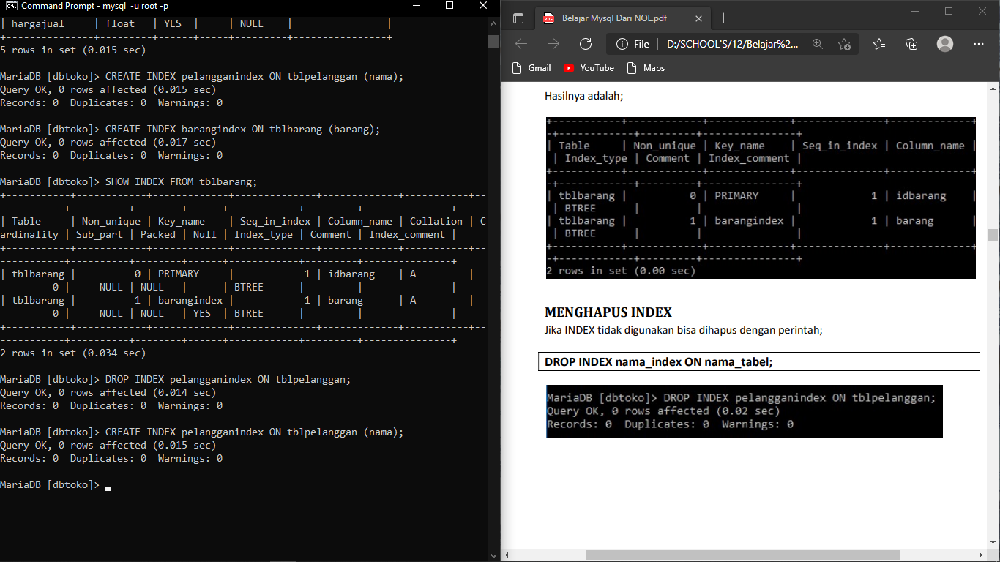 Command Prompt - mysql  -u root -p
| hargajual     | float   | YES  |     | NULL    |                |
+---------------+---------+------+-----+---------+----------------+
5 rows in set (0.015 sec)
MariaDB [dbtoko]> CREATE INDEX pelangganindex ON tblpelanggan (nama);
Query OK, 0 rows affected (0.015 sec)
Records: 0  Duplicates: 0  Warnings: 0
MariaDB [dbtoko]> CREATE INDEX barangindex ON tblbarang (barang);
Query OK, 0 rows affected (0.017 sec)
Records: 0  Duplicates: 0  Warnings: 0
MariaDB [dbtoko]> SHOW INDEX FROM tblbarang;
+-----------+------------+-------------+--------------+-------------+-----------+--
-----------+----------+--------+------+------------+---------+---------------+
| Table     | Non_unique | Key_name    | Seq_in_index | Column_name | Collation | C
ardinality | Sub_part | Packed | Null | Index_type | Comment | Index_comment |
+-----------+------------+-------------+--------------+-------------+-----------+--
-----------+----------+--------+------+------------+---------+---------------+
| tblbarang |          0 | PRIMARY     |            1 | idbarang    | A         |
         0 |     NULL | NULL   |      | BTREE      |         |               |
| tblbarang |          1 | barangindex |            1 | barang      | A         |
         0 |     NULL | NULL   | YES  | BTREE      |         |               |
+-----------+------------+-------------+--------------+-------------+-----------+--
-----------+----------+--------+------+------------+---------+---------------+
2 rows in set (0.034 sec)
MariaDB [dbtoko]> DROP INDEX pelangganindex ON tblpelanggan;
Query OK, 0 rows affected (0.014 sec)
Records: 0  Duplicates: 0  Warnings: 0
MariaDB [dbtoko]> CREATE INDEX pelangganindex ON tblpelanggan (nama);
Query OK, 0 rows affected (0.015 sec)
Records: 0  Duplicates: 0  Warnings: 0
MariaDB [dbtoko]>
Belajar Mysql Dari NOL.pdf
File | D:/SCHOOL'S/12/Belajar%2...
Gmail YouTube Maps
Hasilnya adalah;
+-----------+------------+-------------+--------------+-------------+
-+------------+---------+---------------+
| Table     | Non_unique | Key_name    | Seq_in_index | Column_name |
 | Index_type | Comment | Index_comment |
+-----------+------------+-------------+--------------+-------------+
-+------------+---------+---------------+
| tblbarang |          0 | PRIMARY     |            1 | idbarang    |
 | BTREE      |         |               |
| tblbarang |          1 | barangindex |            1 | barang      |
 | BTREE      |         |               |
+-----------+------------+-------------+--------------+-------------+
-+------------+---------+---------------+
2 rows in set (0.00 sec)
MENGHAPUS INDEX
Jika INDEX tidak digunakan bisa dihapus dengan perintah;
DROP INDEX nama_index ON nama_tabel;
MariaDB [dbtoko]> DROP INDEX pelangganindex ON tblpelanggan;
Query OK, 0 rows affected (0.02 sec)
Records: 0  Duplicates: 0  Warnings: 0